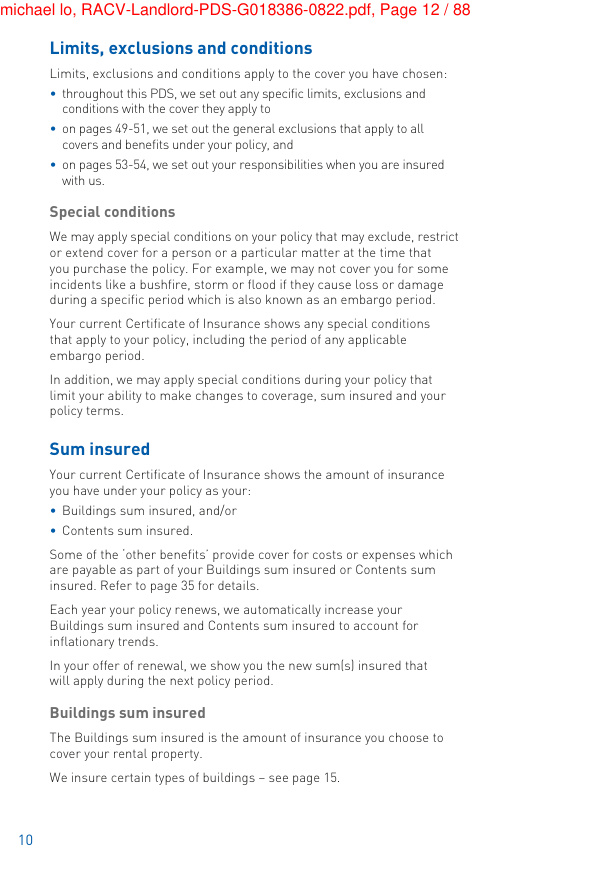 michael lo, RACV-Landlord-PDS-G018386-0822.pdf, Page 12 / 88
Limits, exclusions and conditions
Limits, exclusions and conditions apply to the cover you have chosen:
• throughout this PDS, we set out any specific limits, exclusions and
conditions with the cover they apply to
• on pages 49-51, we set out the general exclusions that apply to all
covers and benefits under your policy, and
• on pages 53-54, we set out your responsibilities when you are insured
with us.
Special conditions
We may apply special conditions on your policy that may exclude, restrict
or extend cover for a person or a particular matter at the time that
you purchase the policy. For example, we may not cover you for some
incidents like a bushfire, storm or flood if they cause loss or damage
during a specific period which is also known as an embargo period.
Your current Certificate of Insurance shows any special conditions
that apply to your policy, including the period of any applicable
embargo period.
In addition, we may apply special conditions during your policy that
limit your ability to make changes to coverage, sum insured and your
policy terms.
Sum insured
Your current Certificate of Insurance shows the amount of insurance
you have under your policy as your:
• Buildings sum insured, and/or
• Contents sum insured.
Some of the 'other benefits' provide cover for costs or expenses which
are payable as part of your Buildings sum insured or Contents sum
insured. Refer to page 35 for details.
Each year your policy renews, we automatically increase your
Buildings sum insured and Contents sum insured to account for
inflationary trends.
In your offer of renewal, we show you the new sum(s) insured that
will apply during the next policy period.
Buildings sum insured
The Buildings sum insured is the amount of insurance you choose to
cover your rental property.
We insure certain types of buildings – see page 15.
10